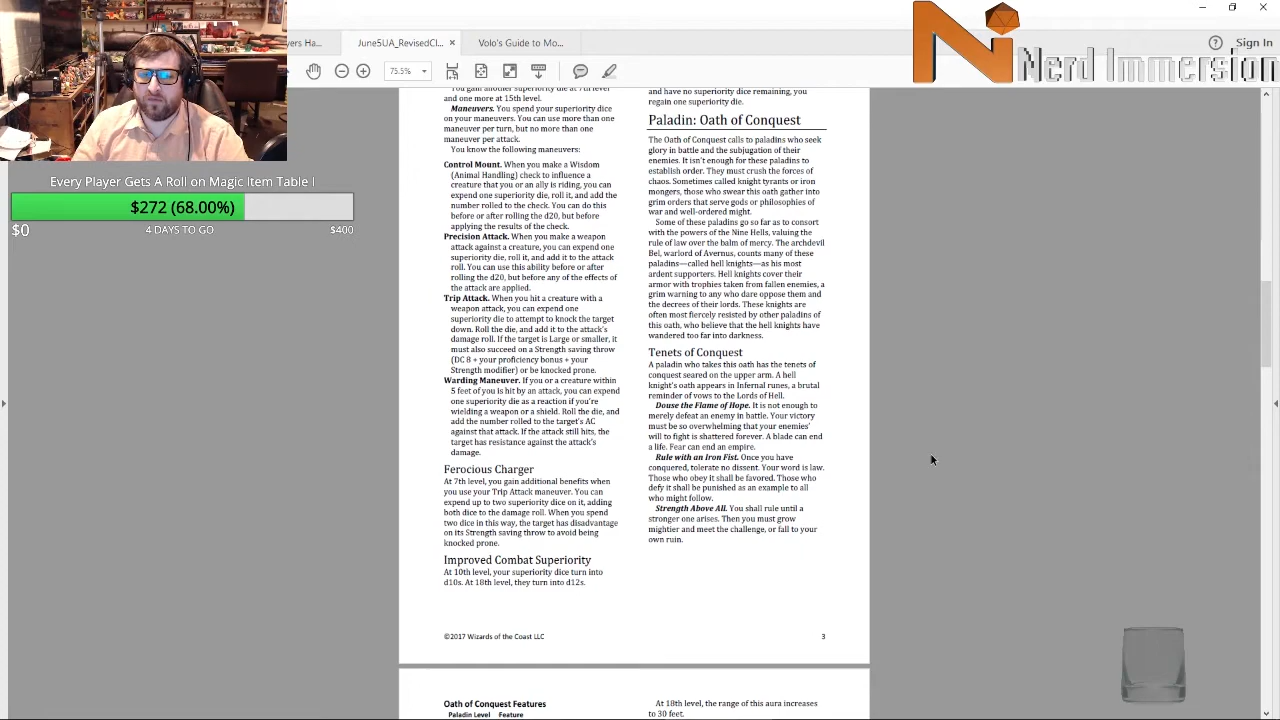 vers Ha...
June5UA_RevisedCl...
Volo's Guide to Mo...
75.5%
Sign In
Nerd Immersion
Every Player Gets A Roll on Magic Item Table I
$272 (68.00%)
$0
4 DAYS TO GO
$400
You gain another superiority die at 7th level
and one more at 15th level.
Maneuvers. You spend your superiority dice
on your maneuvers. You can use more than one
maneuver per turn, but no more than one
maneuver per attack.
You know the following maneuvers:
Control Mount. When you make a Wisdom
(Animal Handling) check to influence a
creature that you or an ally is riding, you can
expend one superiority die, roll it, and add the
number rolled to the check. You can do this
before or after rolling the d20, but before
applying the results of the check.
Precision Attack. When you make a weapon
attack against a creature, you can expend one
superiority die, roll it, and add it to the attack
roll. You can use this ability before or after
rolling the d20, but before any of the effects of
the attack are applied.
Trip Attack. When you hit a creature with a
weapon attack, you can expend one
superiority die to attempt to knock the target
down. Roll the die, and add it to the attack's
damage roll. If the target is Large or smaller, it
must also succeed on a Strength saving throw
(DC 8 + your proficiency bonus + your
Strength modifier) or be knocked prone.
Warding Maneuver. If you or a creature within
5 feet of you is hit by an attack, you can expend
one superiority die as a reaction if you're
wielding a weapon or a shield. Roll the die, and
add the number rolled to the target's AC
against that attack. If the attack still hits, the
target has resistance against the attack's
damage.
Ferocious Charger
At 7th level, you gain additional benefits when
you use your Trip Attack maneuver. You can
expend up to two superiority dice on it, adding
both dice to the damage roll. When you spend
two dice in this way, the target has disadvantage
on its Strength saving throw to avoid being
knocked prone.
Improved Combat Superiority
At 10th level, your superiority dice turn into
d10s. At 18th level, they turn into d12s.
and have no superiority dice remaining, you
regain one superiority die.
Paladin: Oath of Conquest
The Oath of Conquest calls to paladins who seek
glory in battle and the subjugation of their
enemies. It isn't enough for these paladins to
establish order. They must crush the forces of
chaos. Sometimes called knight tyrants or iron
mongers, those who swear this oath gather into
grim orders that serve gods or philosophies of
war and well-ordered might.
Some of these paladins go so far as to consort
with the powers of the Nine Hells, valuing the
rule of law over the balm of mercy. The archdevil
Bel, warlord of Avernus, counts many of these
paladins—called hell knights—as his most
ardent supporters. Hell knights cover their
armor with trophies taken from fallen enemies, a
grim warning to any who dare oppose them and
the decrees of their lords. These knights are
often most fiercely resisted by other paladins of
this oath, who believe that the hell knights have
wandered too far into darkness.
Tenets of Conquest
A paladin who takes this oath has the tenets of
conquest seared on the upper arm. A hell
knight's oath appears in Infernal runes, a brutal
reminder of vows to the Lords of Hell.
Douse the Flame of Hope. It is not enough to
merely defeat an enemy in battle. Your victory
must be so overwhelming that your enemies'
will to fight is shattered forever. A blade can end
a life. Fear can end an empire.
Rule with an Iron Fist. Once you have
conquered, tolerate no dissent. Your word is law.
Those who obey it shall be favored. Those who
defy it shall be punished as an example to all
who might follow.
Strength Above All. You shall rule until a
stronger one arises. Then you must grow
mightier and meet the challenge, or fall to your
own ruin.
©2017 Wizards of the Coast LLC
3
Oath of Conquest Features
Paladin Level Feature
At 18th level, the range of this aura increases
to 30 feet.